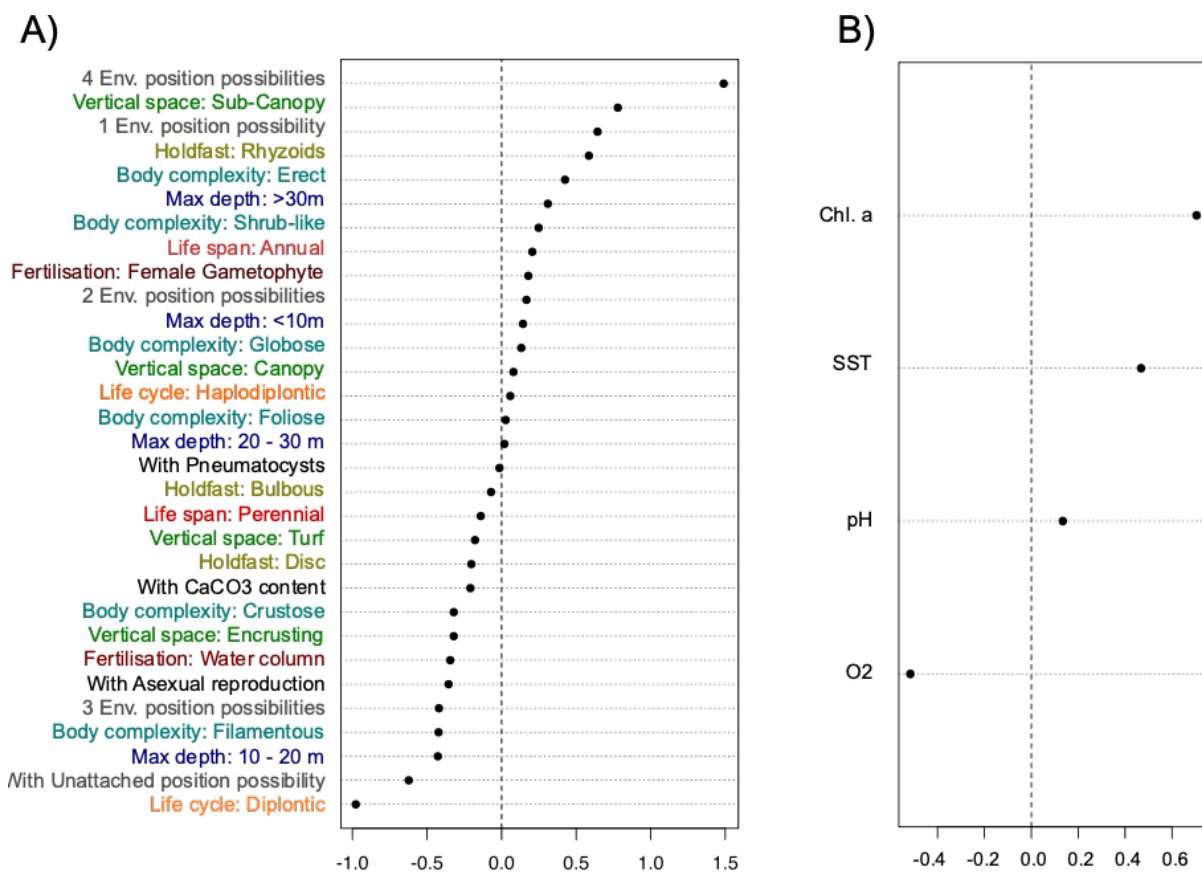 A)
4 Env. position possibilities
Vertical space: Sub-Canopy
1 Env. position possibility
Holdfast: Rhyzoids
Body complexity: Erect
Max depth: >30m
Body complexity: Shrub-like
Life span: Annual
Fertilisation: Female Gametophyte
2 Env. position possibilities
Max depth: <10m
Body complexity: Globose
Vertical space: Canopy
Life cycle: Haplodiplontic
Body complexity: Foliose
Max depth: 20 - 30 m
With Pneumatocysts
Holdfast: Bulbous
Life span: Perennial
Vertical space: Turf
Holdfast: Disc
With CaCO3 content
Body complexity: Crustose
Vertical space: Encrusting
Fertilisation: Water column
With Asexual reproduction
3 Env. position possibilities
Body complexity: Filamentous
Max depth: 10 - 20 m
With Unattached position possibility
Life cycle: Diplontic
-1.0 -0.5 0.0 0.5 1.0 1.5
B)
Chl. a
SST
pH
O2
-0.4 -0.2 0.0 0.2 0.4 0.6